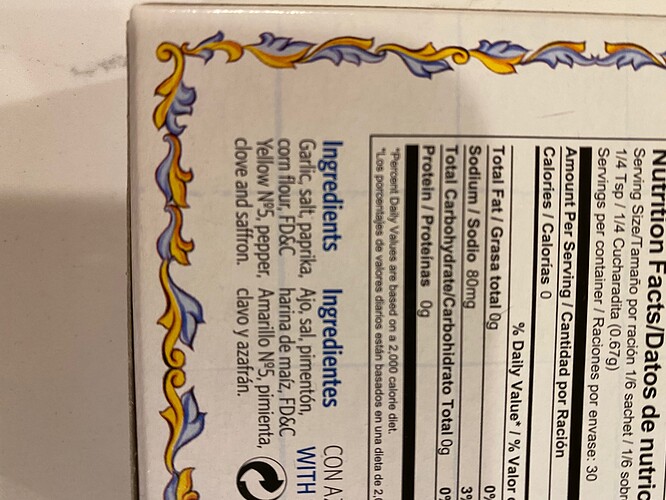 Nutrition Facts/Datos de nutric
Serving Size/Tamaño por ración 1/6 sachet / 1/6 sobr
1/4 Tsp / 1/4 Cucharadita (0.67g)
Servings per container / Raciones por envase: 30
Amount Per Serving / Cantidad por Ración
Calories / Calorías 0
% Daily Value* / % Valor
Total Fat / Grasa total 0g 0%
Sodium / Sodio 80mg 3%
Total Carbohydrate/Carbohidrato Total 0g 0%
Protein / Proteínas 0g
*Percent Daily Values are based on a 2,000 calorie diet.
*Los porcentajes de valores diarios están basados en una dieta de 2,0
Ingredients
Garlic, salt, paprika,
corn flour, FD&C
Yellow Nº5, pepper,
clove and saffron.
Ingredientes
Ajo, sal, pimentón,
harina de maíz, FD&C
Amarillo Nº5, pimienta,
clavo y azafrán.
CON A
WITH